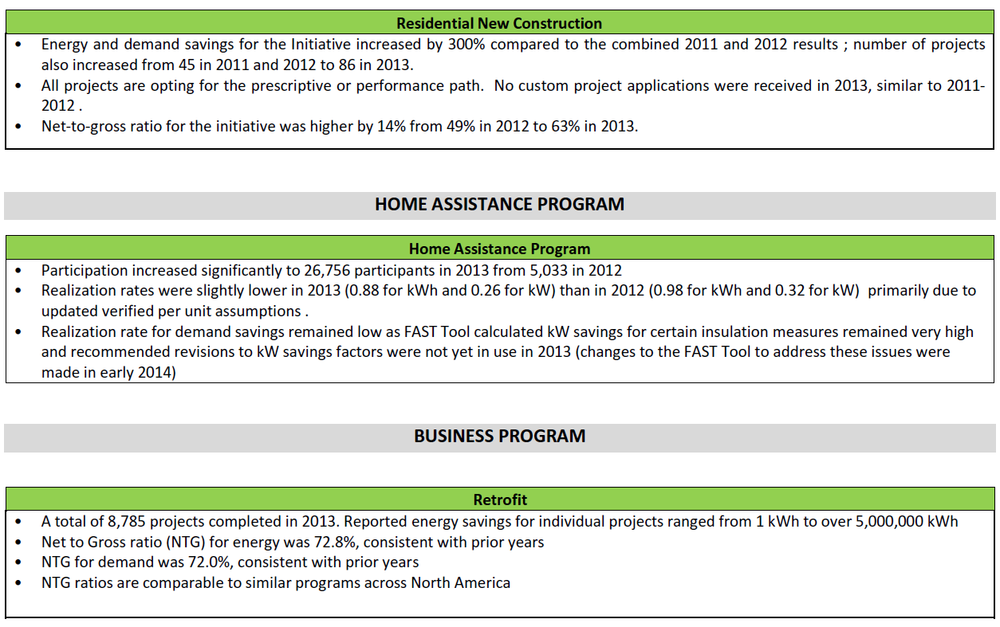 Residential New Construction
• Energy and demand savings for the Initiative increased by 300% compared to the combined 2011 and 2012 results ; number of projects
also increased from 45 in 2011 and 2012 to 86 in 2013.
• All projects are opting for the prescriptive or performance path.  No custom project applications were received in 2013, similar to 2011-
2012 .
• Net-to-gross ratio for the initiative was higher by 14% from 49% in 2012 to 63% in 2013.
HOME ASSISTANCE PROGRAM
Home Assistance Program
• Participation increased significantly to 26,756 participants in 2013 from 5,033 in 2012
• Realization rates were slightly lower in 2013 (0.88 for kWh and 0.26 for kW) than in 2012 (0.98 for kWh and 0.32 for kW)  primarily due to
updated verified per unit assumptions .
• Realization rate for demand savings remained low as FAST Tool calculated kW savings for certain insulation measures remained very high
and recommended revisions to kW savings factors were not yet in use in 2013 (changes to the FAST Tool to address these issues were
made in early 2014)
BUSINESS PROGRAM
Retrofit
• A total of 8,785 projects completed in 2013. Reported energy savings for individual projects ranged from 1 kWh to over 5,000,000 kWh
• Net to Gross ratio (NTG) for energy was 72.8%, consistent with prior years
• NTG for demand was 72.0%, consistent with prior years
• NTG ratios are comparable to similar programs across North America